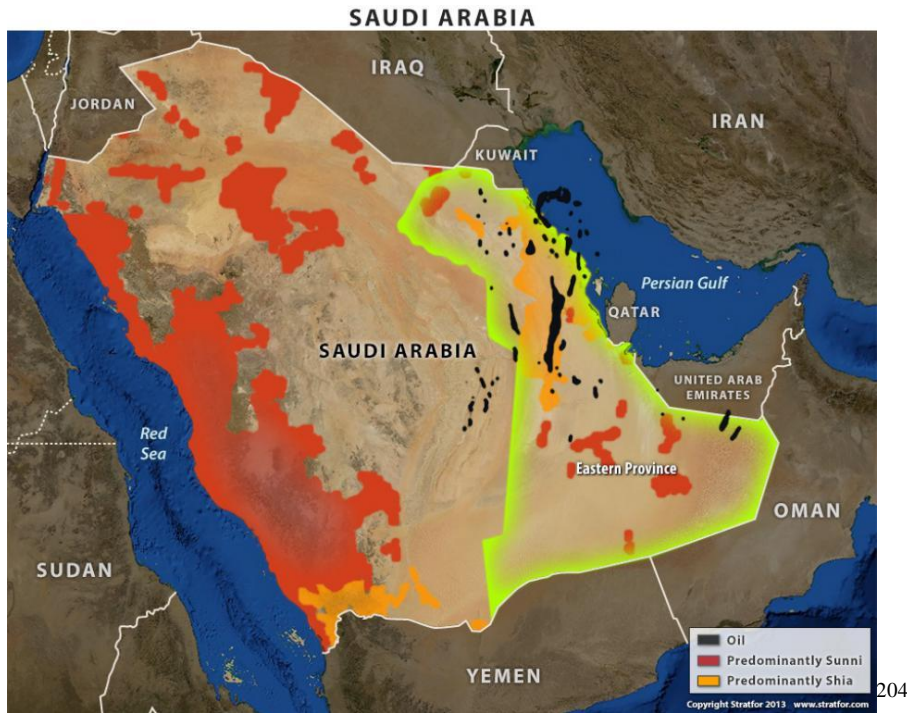 SAUDI ARABIA
IRAQ
JORDAN
IRAN
KUWAIT
Persian Gulf
QATAR
SAUDI ARABIA
UNITED ARAB
EMIRATES
Red
Sea
Eastern Province
OMAN
SUDAN
YEMEN
Oil
Predominantly Sunni
Predominantly Shia
204
Copyright Stratfor 2013 www.stratfor.com